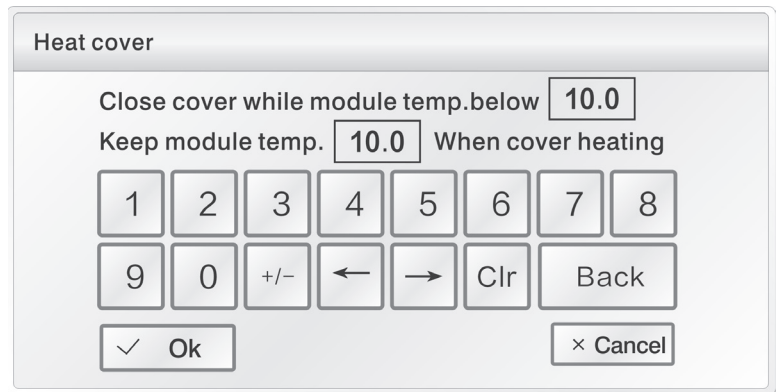 Heat cover
Close cover while module temp.below 10.0
Keep module temp. 10.0 When cover heating
1 2 3 4 5 6 7 8
9 0 +/- ← → Clr Back
✓ Ok × Cancel